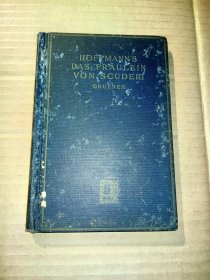 HOFFMANN'S
DAS FRÄULEIN
VON SCUDERI
GRUENER